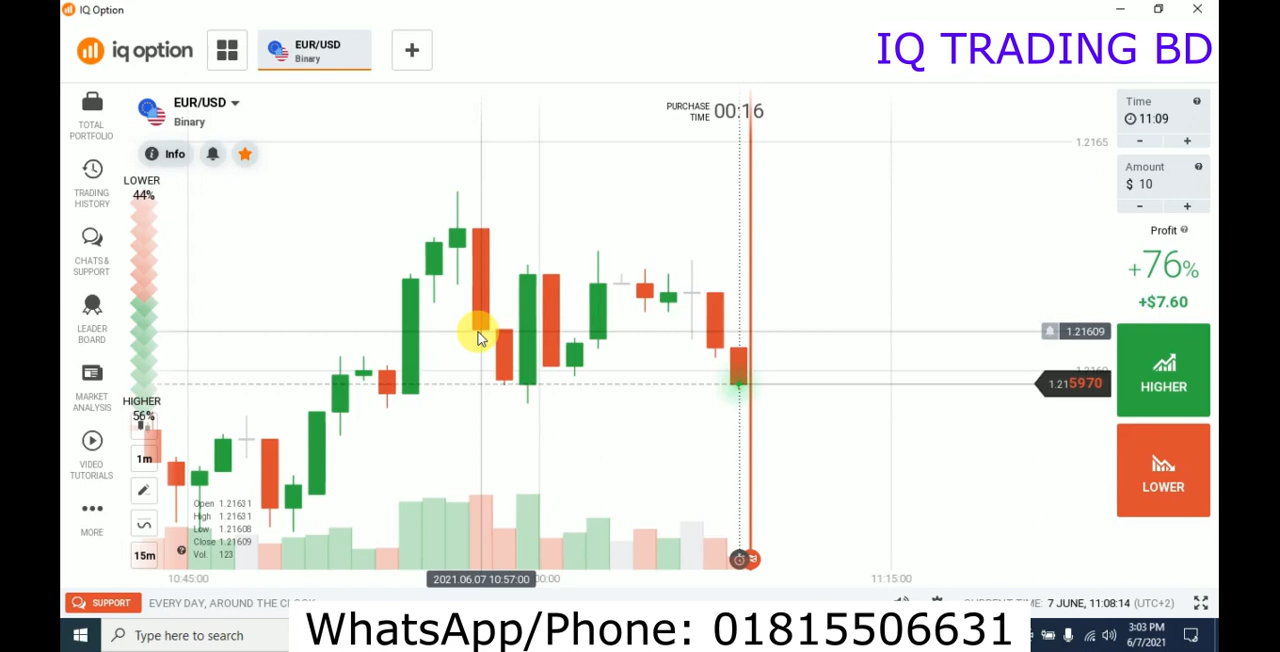 IQ Option
iq option
EUR/USD
Binary
+
IQ TRADING BD
TOTAL
PORTFOLIO
TRADING
HISTORY
CHATS &
SUPPORT
LEADER
BOARD
MARKET
ANALYSIS
VIDEO
TUTORIALS
MORE
EUR/USD
Binary
Info
LOWER
44%
HIGHER
56%
1m
15m
PURCHASE
TIME 00:16
Open 1.21631
High 1.21631
Low 1.21608
Close 1.21609
Vol. 123
1.2165
1.21609
1.2160
1.215970
10:45:00
2021.06.07 10:57:00
00:00
11:15:00
Time
11:09
- +
Amount
$ 10
- +
Profit
+76%
+$7.60
HIGHER
LOWER
SUPPORT
EVERY DAY, AROUND THE
7 JUNE, 11:08:14 (UTC+2)
Type here to search
WhatsApp/Phone: 01815506631
3:03 PM
6/7/2021